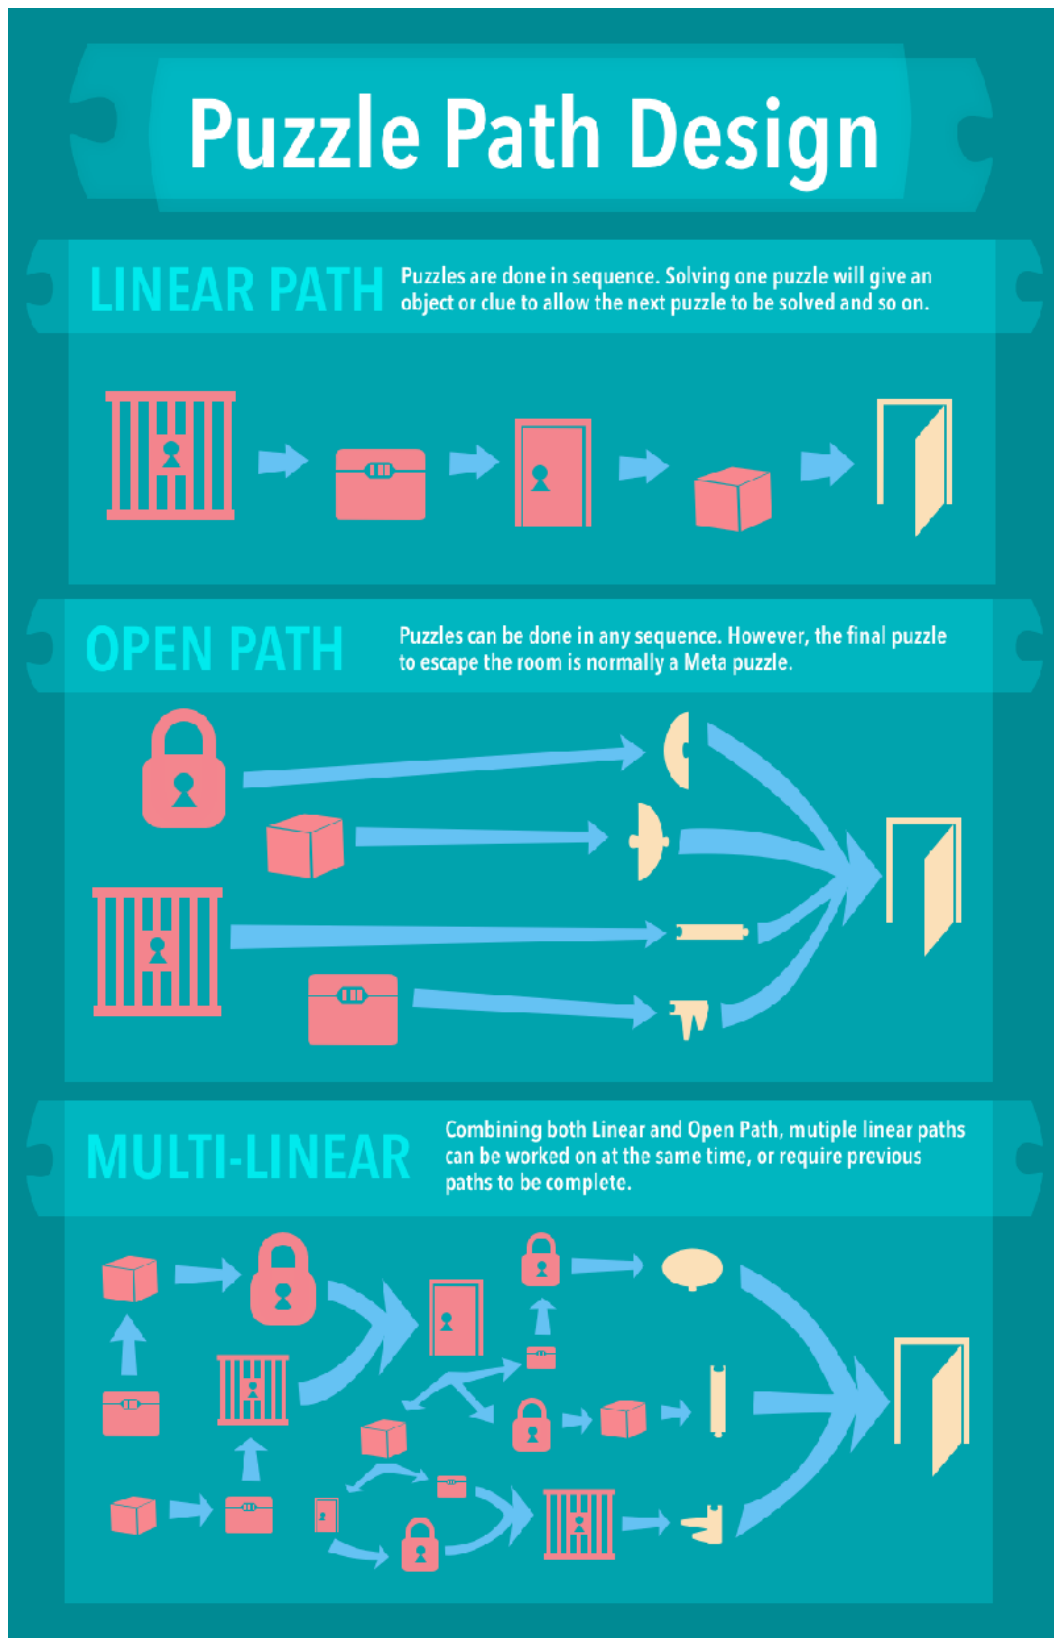 Puzzle Path Design
LINEAR PATH
Puzzles are done in sequence. Solving one puzzle will give an
object or clue to allow the next puzzle to be solved and so on.
OPEN PATH
Puzzles can be done in any sequence. However, the final puzzle
to escape the room is normally a Meta puzzle.
MULTI-LINEAR
Combining both Linear and Open Path, mutiple linear paths
can be worked on at the same time, or require previous
paths to be complete.